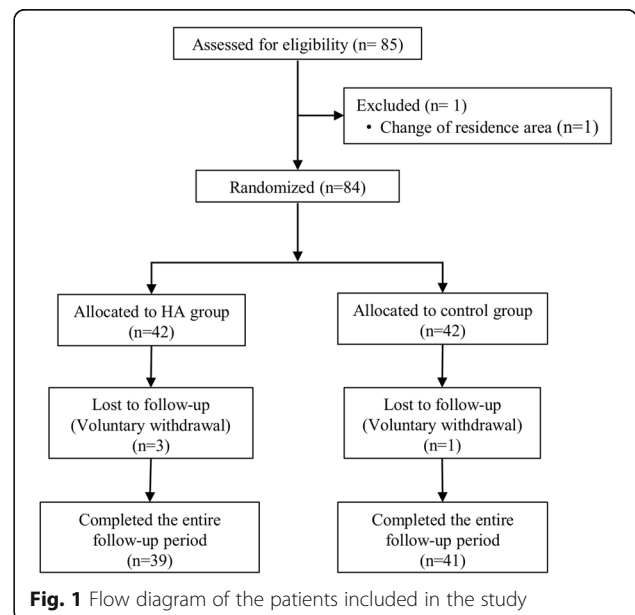 Assessed for eligibility (n= 85)
Excluded (n= 1)
• Change of residence area (n=1)
Randomized (n=84)
Allocated to HA group
(n=42)
Allocated to control group
(n=42)
Lost to follow-up
(Voluntary withdrawal)
(n=3)
Lost to follow-up
(Voluntary withdrawal)
(n=1)
Completed the entire
follow-up period
(n=39)
Completed the entire
follow-up period
(n=41)
Fig. 1 Flow diagram of the patients included in the study